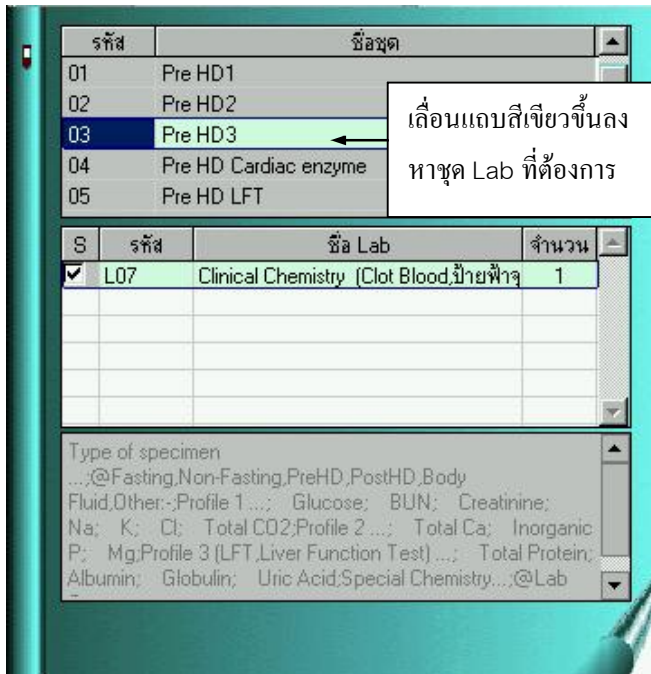 รหัส ชื่อชุด
01 Pre HD1
02 Pre HD2
03 Pre HD3
04 Pre HD Cardiac enzyme
05 Pre HD LFT
เลื่อนแถบสีเขียวขึ้นลง
หาชุด Lab ที่ต้องการ
S รหัส ชื่อ Lab จำนวน
L07 Clinical Chemistry (Clot Blood,ป้ายฟ้าจุ 1
Type of specimen
...;@Fasting,Non-Fasting,PreHD,PostHD,Body
Fluid,Other:-;Profile 1 ...; Glucose; BUN; Creatinine;
Na; K; Cl; Total CO2;Profile 2 ...; Total Ca; Inorganic
P; Mg;Profile 3 (LFT,Liver Function Test) ...; Total Protein;
Albumin; Globulin; Uric Acid;Special Chemistry...;@Lab